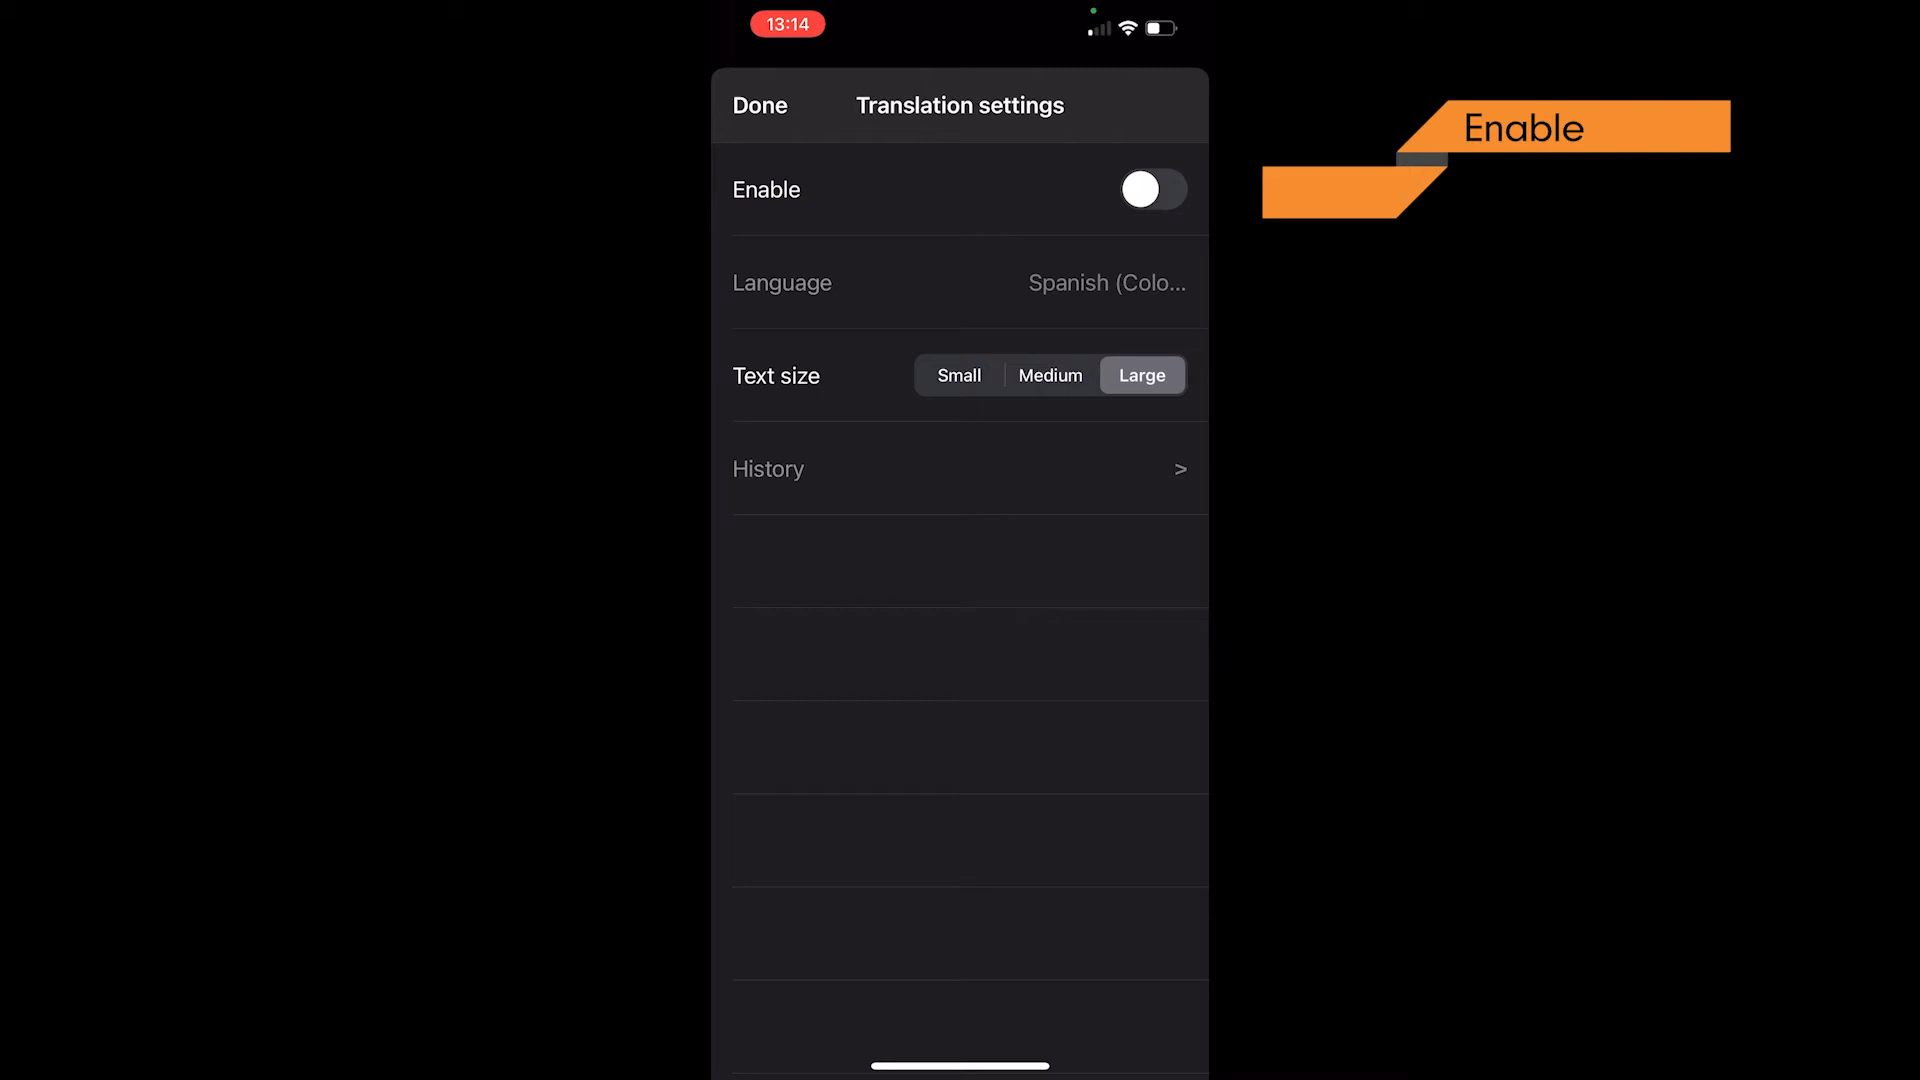 13:14
Done Translation settings
Enable
Enable
Language Spanish (Colo...
Text size Small Medium Large
History >